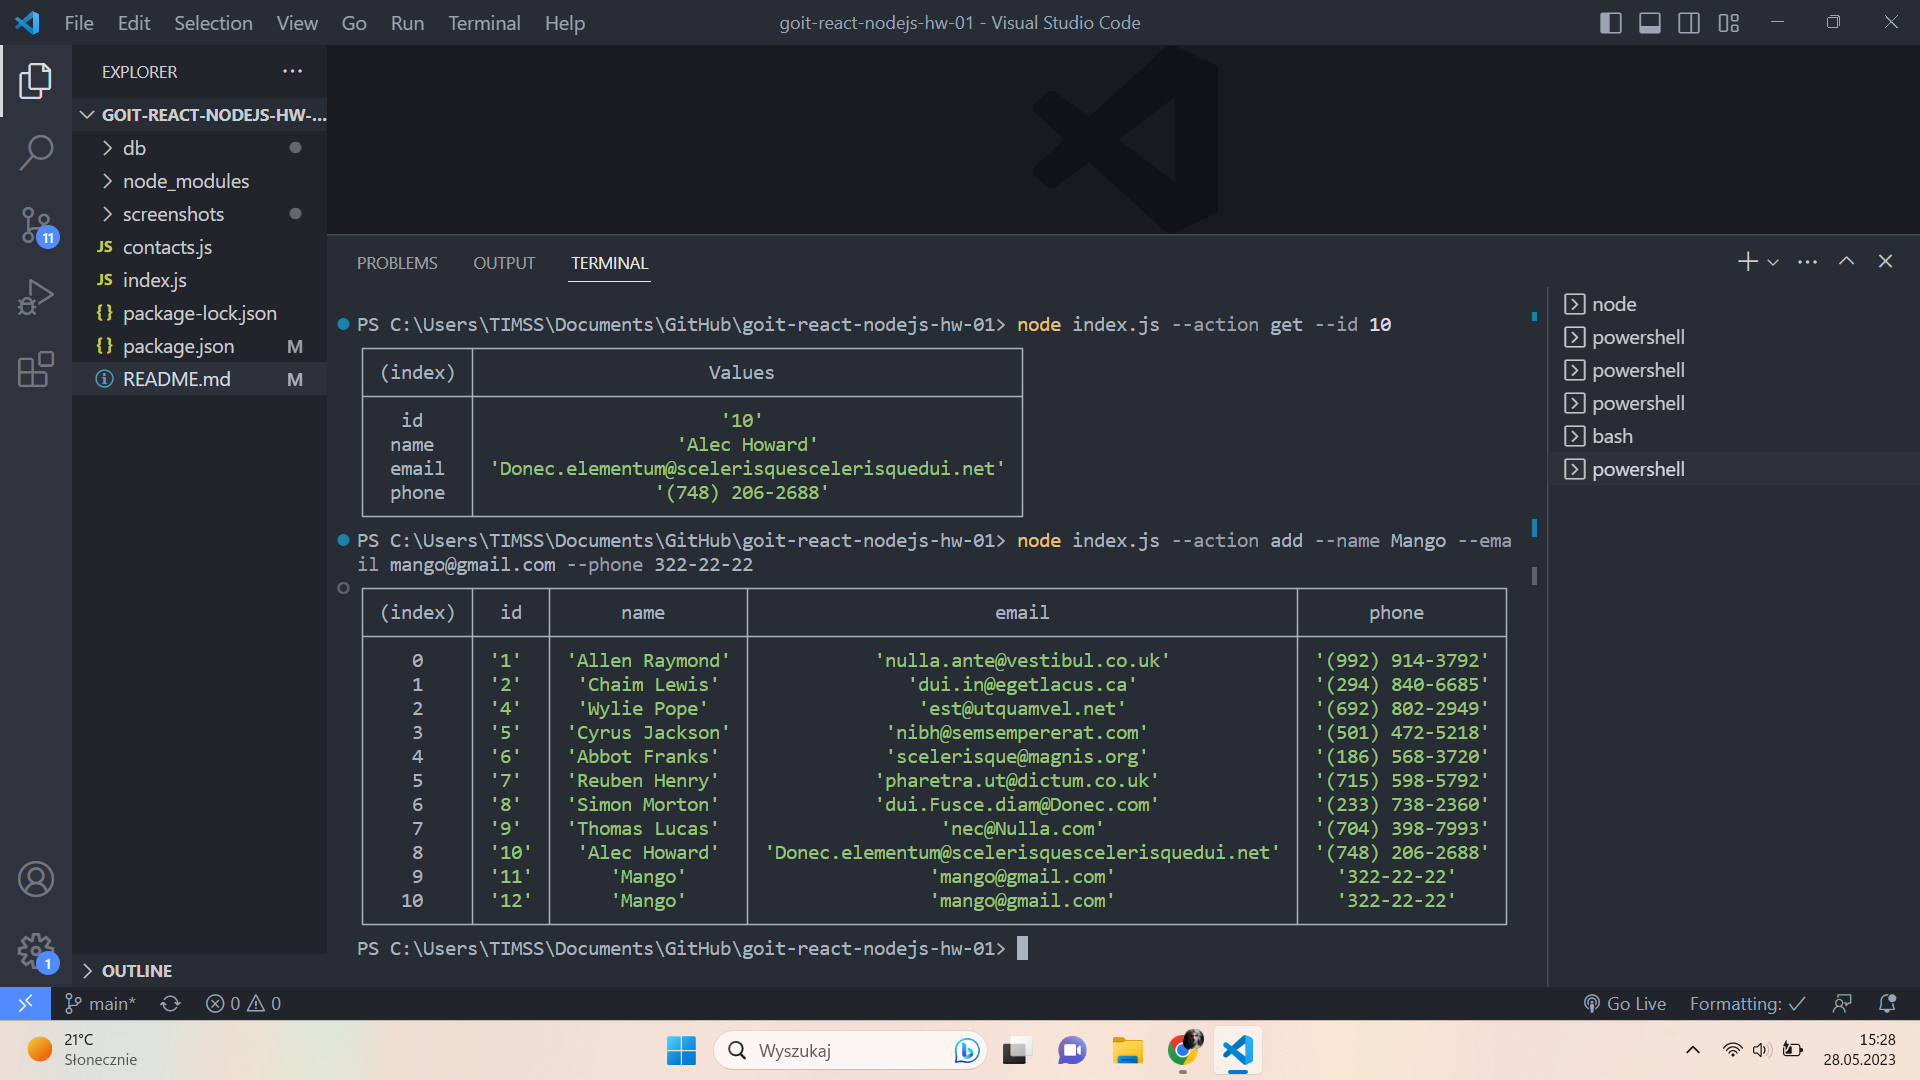 File Edit Selection View Go Run Terminal Help
goit-react-nodejs-hw-01 - Visual Studio Code
EXPLORER
GOIT-REACT-NODEJS-HW-...
db
node_modules
screenshots
JS contacts.js
JS index.js
{} package-lock.json
{} package.json M
README.md M
11
1
OUTLINE
PROBLEMS OUTPUT TERMINAL
PS C:\Users\TIMSS\Documents\GitHub\goit-react-nodejs-hw-01> node index.js --action get --id 10
(index) Values
id '10'
name 'Alec Howard'
email 'Donec.elementum@scelerisquescelerisquedui.net'
phone '(748) 206-2688'
PS C:\Users\TIMSS\Documents\GitHub\goit-react-nodejs-hw-01> node index.js --action add --name Mango --ema
il mango@gmail.com --phone 322-22-22
(index) id name email phone
0 '1' 'Allen Raymond' 'nulla.ante@vestibul.co.uk' '(992) 914-3792'
1 '2' 'Chaim Lewis' 'dui.in@egetlacus.ca' '(294) 840-6685'
2 '4' 'Wylie Pope' 'est@utquamvel.net' '(692) 802-2949'
3 '5' 'Cyrus Jackson' 'nibh@semsempererat.com' '(501) 472-5218'
4 '6' 'Abbot Franks' 'scelerisque@magnis.org' '(186) 568-3720'
5 '7' 'Reuben Henry' 'pharetra.ut@dictum.co.uk' '(715) 598-5792'
6 '8' 'Simon Morton' 'dui.Fusce.diam@Donec.com' '(233) 738-2360'
7 '9' 'Thomas Lucas' 'nec@Nulla.com' '(704) 398-7993'
8 '10' 'Alec Howard' 'Donec.elementum@scelerisquescelerisquedui.net' '(748) 206-2688'
9 '11' 'Mango' 'mango@gmail.com' '322-22-22'
10 '12' 'Mango' 'mango@gmail.com' '322-22-22'
PS C:\Users\TIMSS\Documents\GitHub\goit-react-nodejs-hw-01>
node
powershell
powershell
powershell
bash
powershell
main* 0 0
Go Live Formatting:
21°C
Słonecznie
Wyszukaj
15:28
28.05.2023